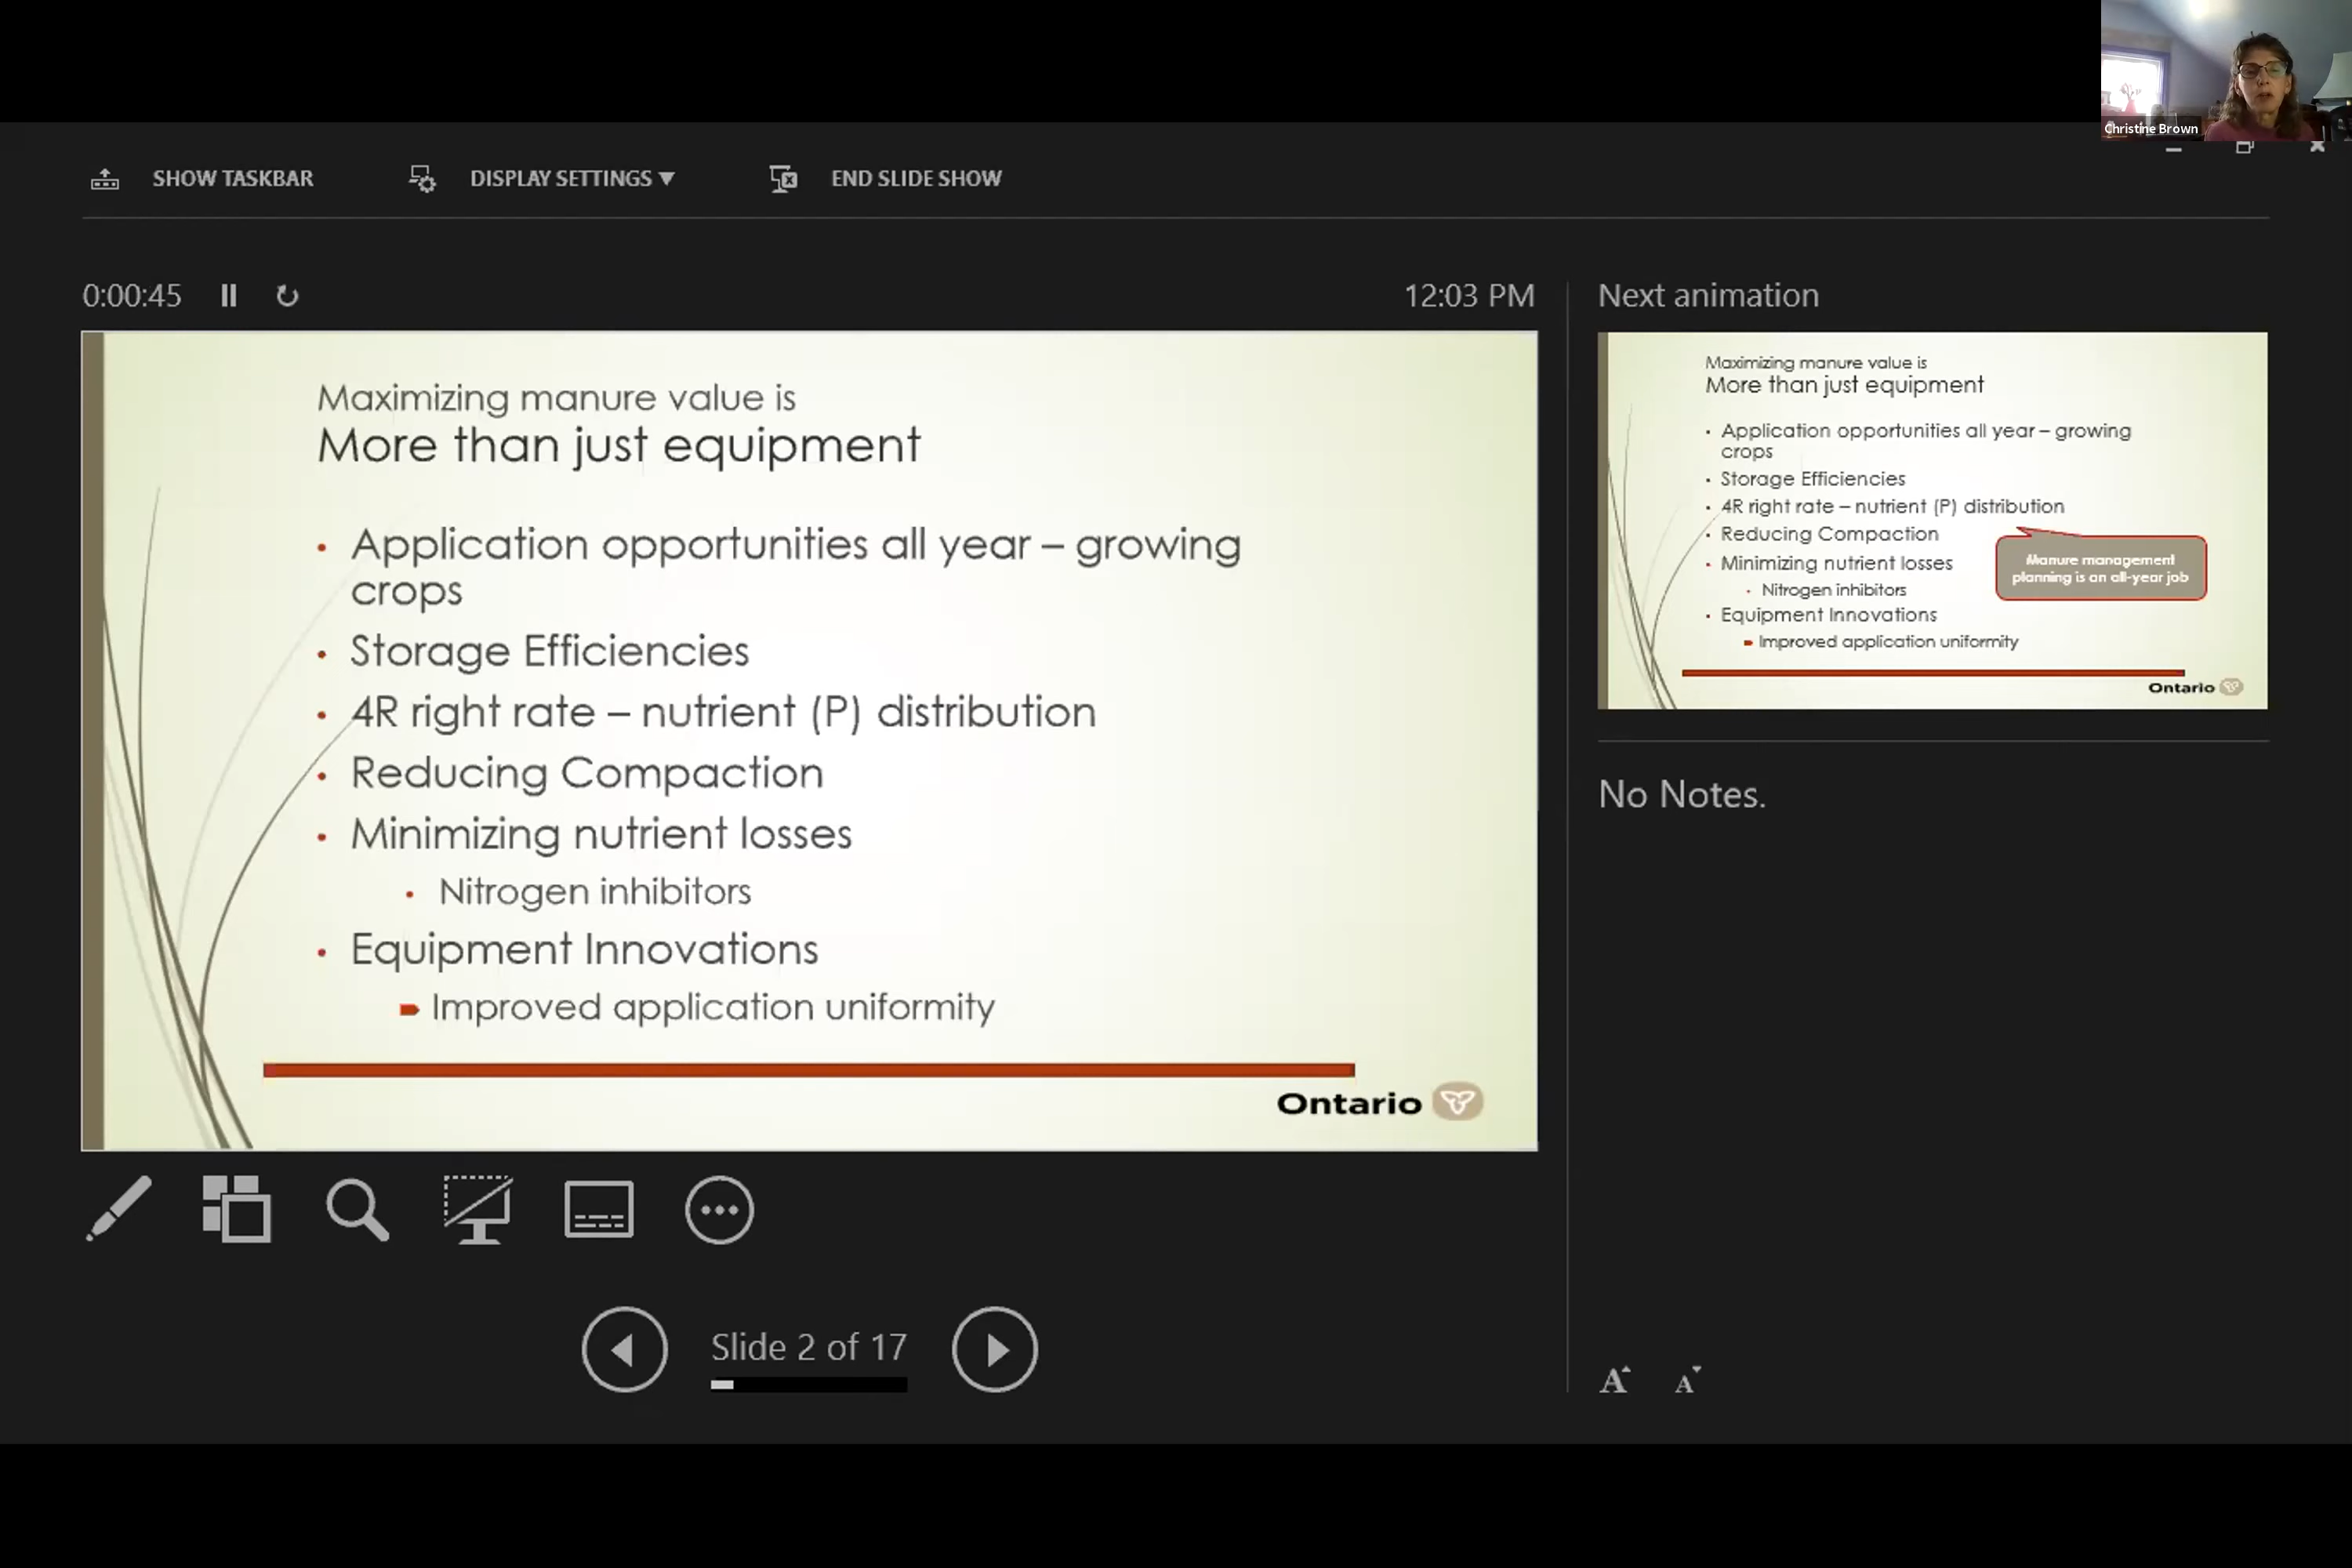 Christine Brown
SHOW TASKBAR
DISPLAY SETTINGS
END SLIDE SHOW
0:00:45
12:03 PM
Maximizing manure value is
More than just equipment
• Application opportunities all year – growing
crops
• Storage Efficiencies
• 4R right rate – nutrient (P) distribution
• Reducing Compaction
• Minimizing nutrient losses
• Nitrogen inhibitors
• Equipment Innovations
Improved application uniformity
Ontario
Slide 2 of 17
Next animation
Maximizing manure value is
More than just equipment
• Application opportunities all year – growing
crops
• Storage Efficiencies
• 4R right rate – nutrient (P) distribution
• Reducing Compaction
• Minimizing nutrient losses
• Nitrogen inhibitors
• Equipment Innovations
Improved application uniformity
Manure management
planning is an all-year job
Ontario
No Notes.
A A